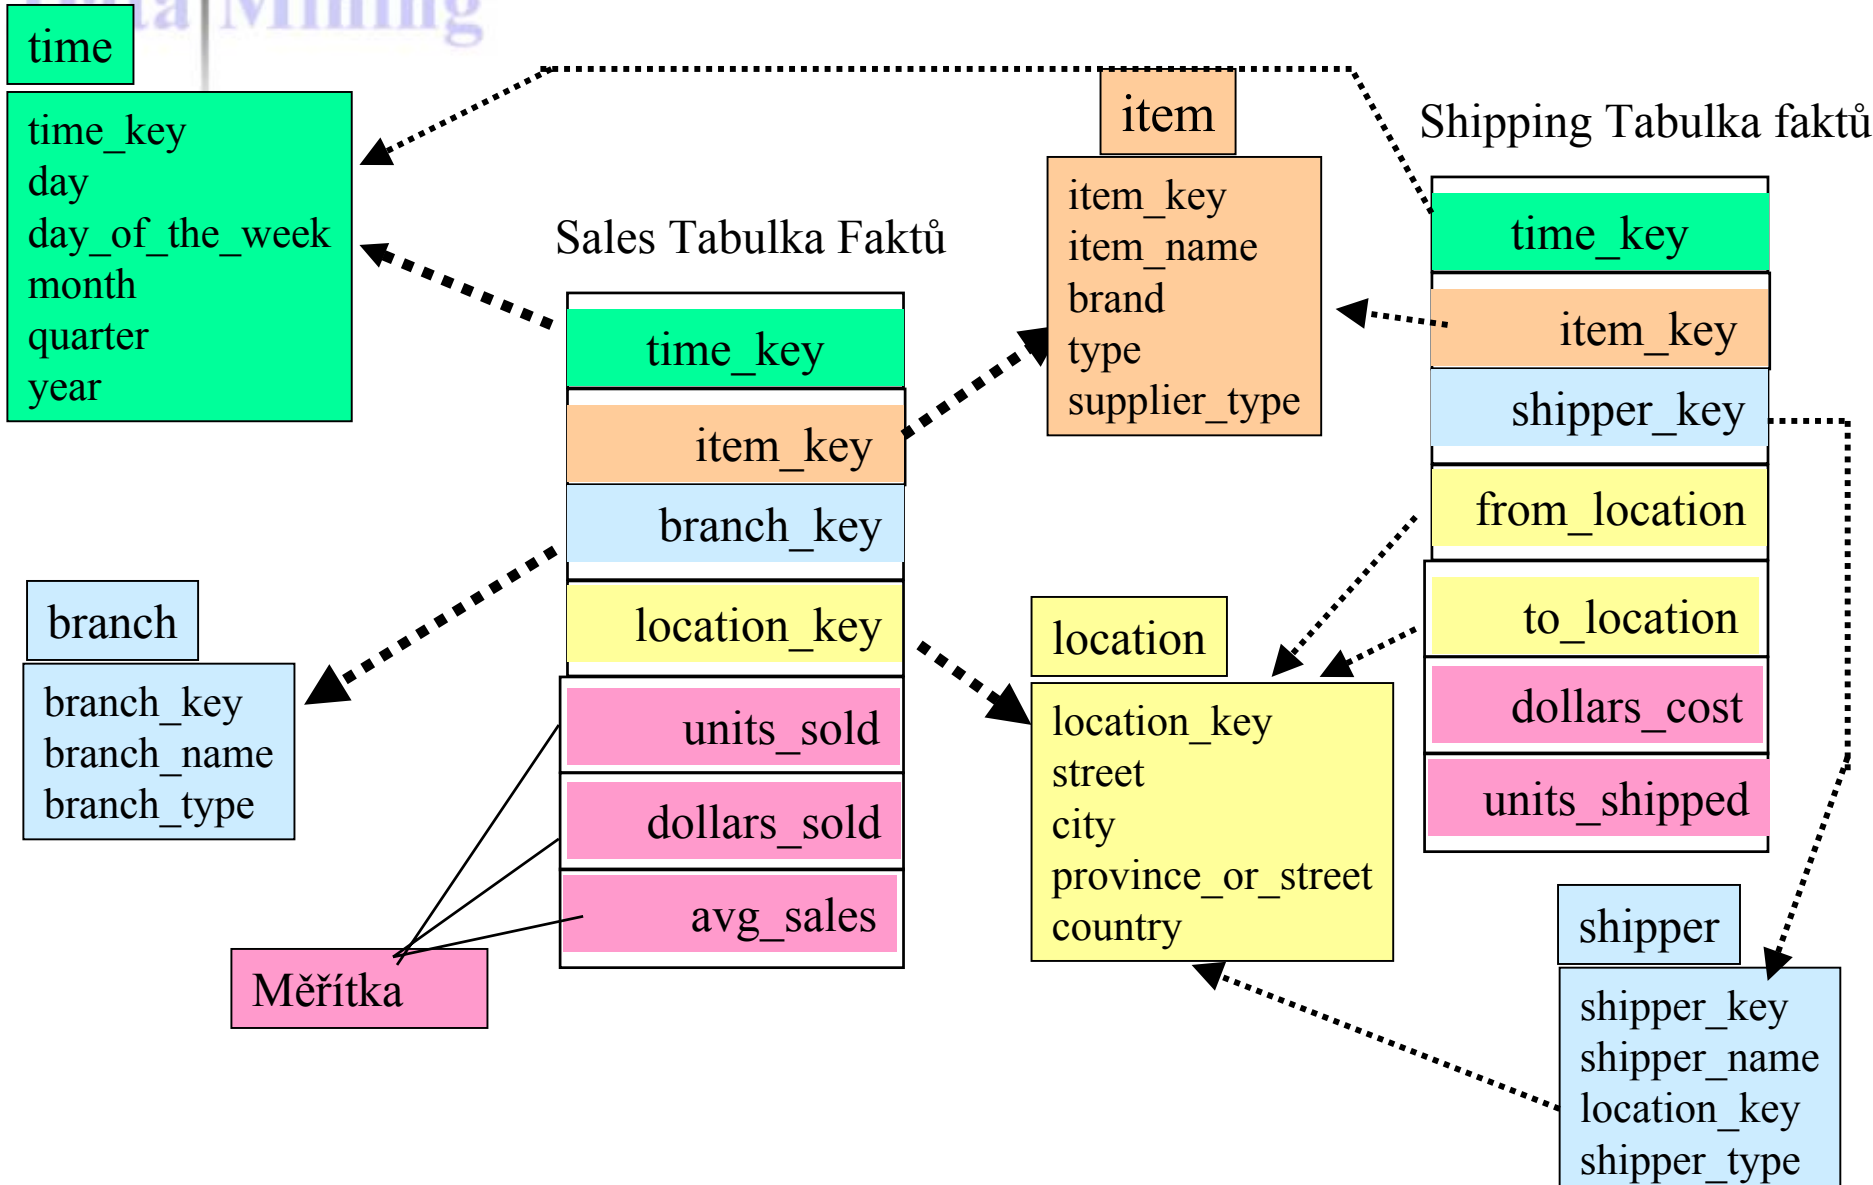 Data Mining
time
time_key
day
day_of_the_week
month
quarter
year
Sales Tabulka Faktů
time_key
item_key
branch_key
location_key
units_sold
dollars_sold
avg_sales
Měřítka
branch
branch_key
branch_name
branch_type
item
item_key
item_name
brand
type
supplier_type
location
location_key
street
city
province_or_street
country
Shipping Tabulka faktů
time_key
item_key
shipper_key
from_location
to_location
dollars_cost
units_shipped
shipper
shipper_key
shipper_name
location_key
shipper_type